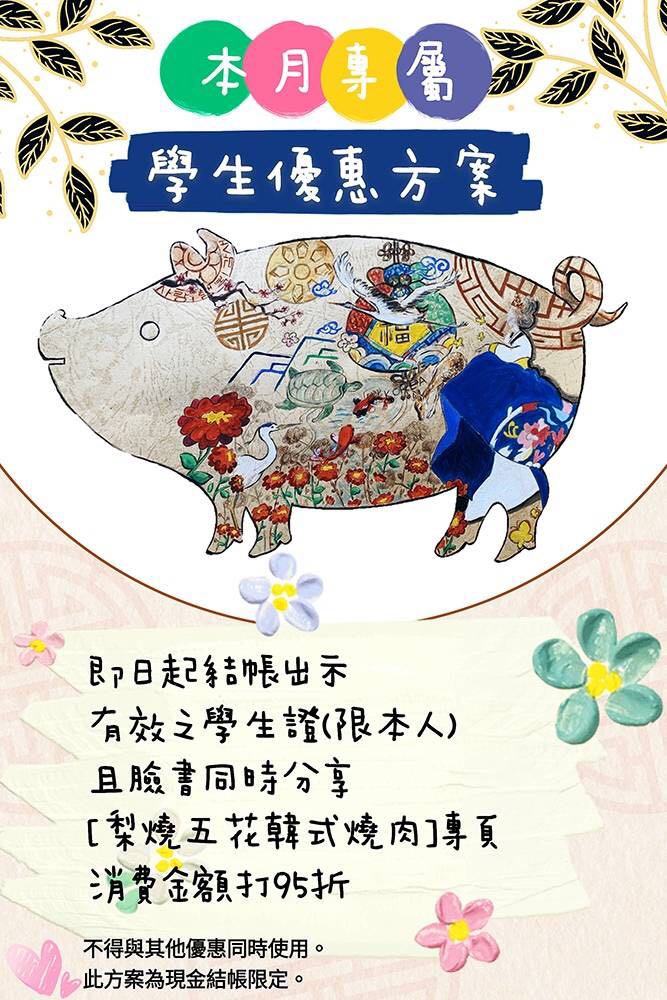 本月專屬
學生優惠方案
福
即日起結帳出示
有效之學生證(限本人)
且臉書同時分享
[梨燒五花韓式燒肉]專頁
消費金額打95折
不得與其他優惠同時使用。
此方案為現金結帳限定。